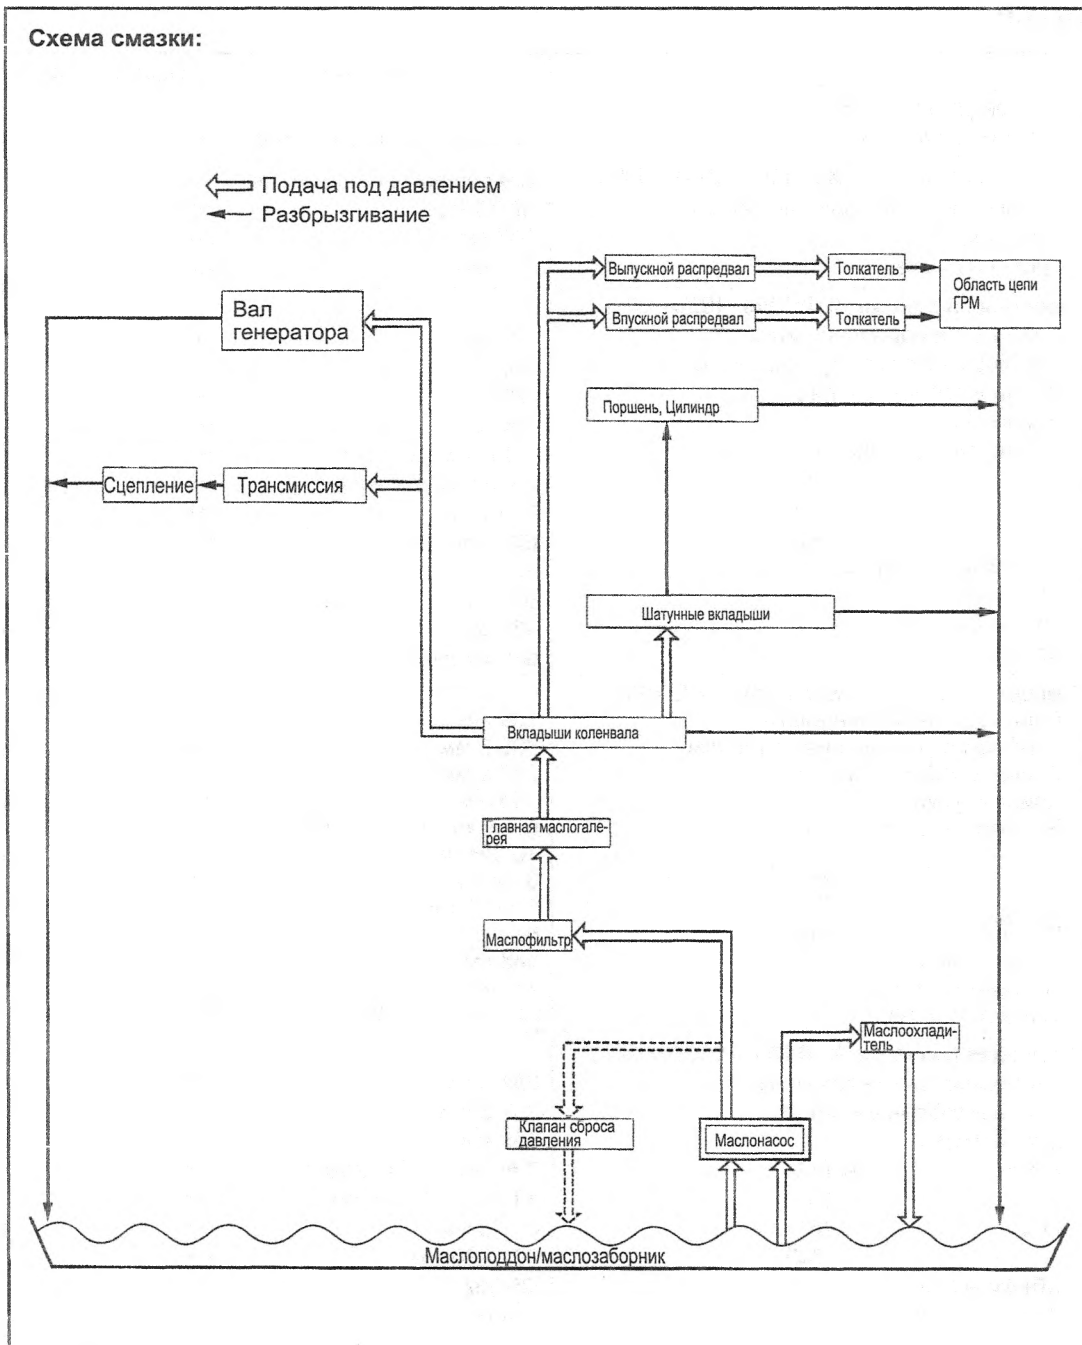 Схема смазки:
Подача под давлением
Разбрызгивание
Выпускной распредвал
Толкатель
Область цепи
ГРМ
Вал
генератора
Впускной распредвал
Толкатель
Поршень, Цилиндр
Сцепление
Трансмиссия
Шатунные вкладыши
Вкладыши коленвала
Главная маслогале-
рея
Маслофильтр
Маслоохлади-
тель
Клапан сброса
давления
Маслонасос
Маслоподдон/маслозаборник